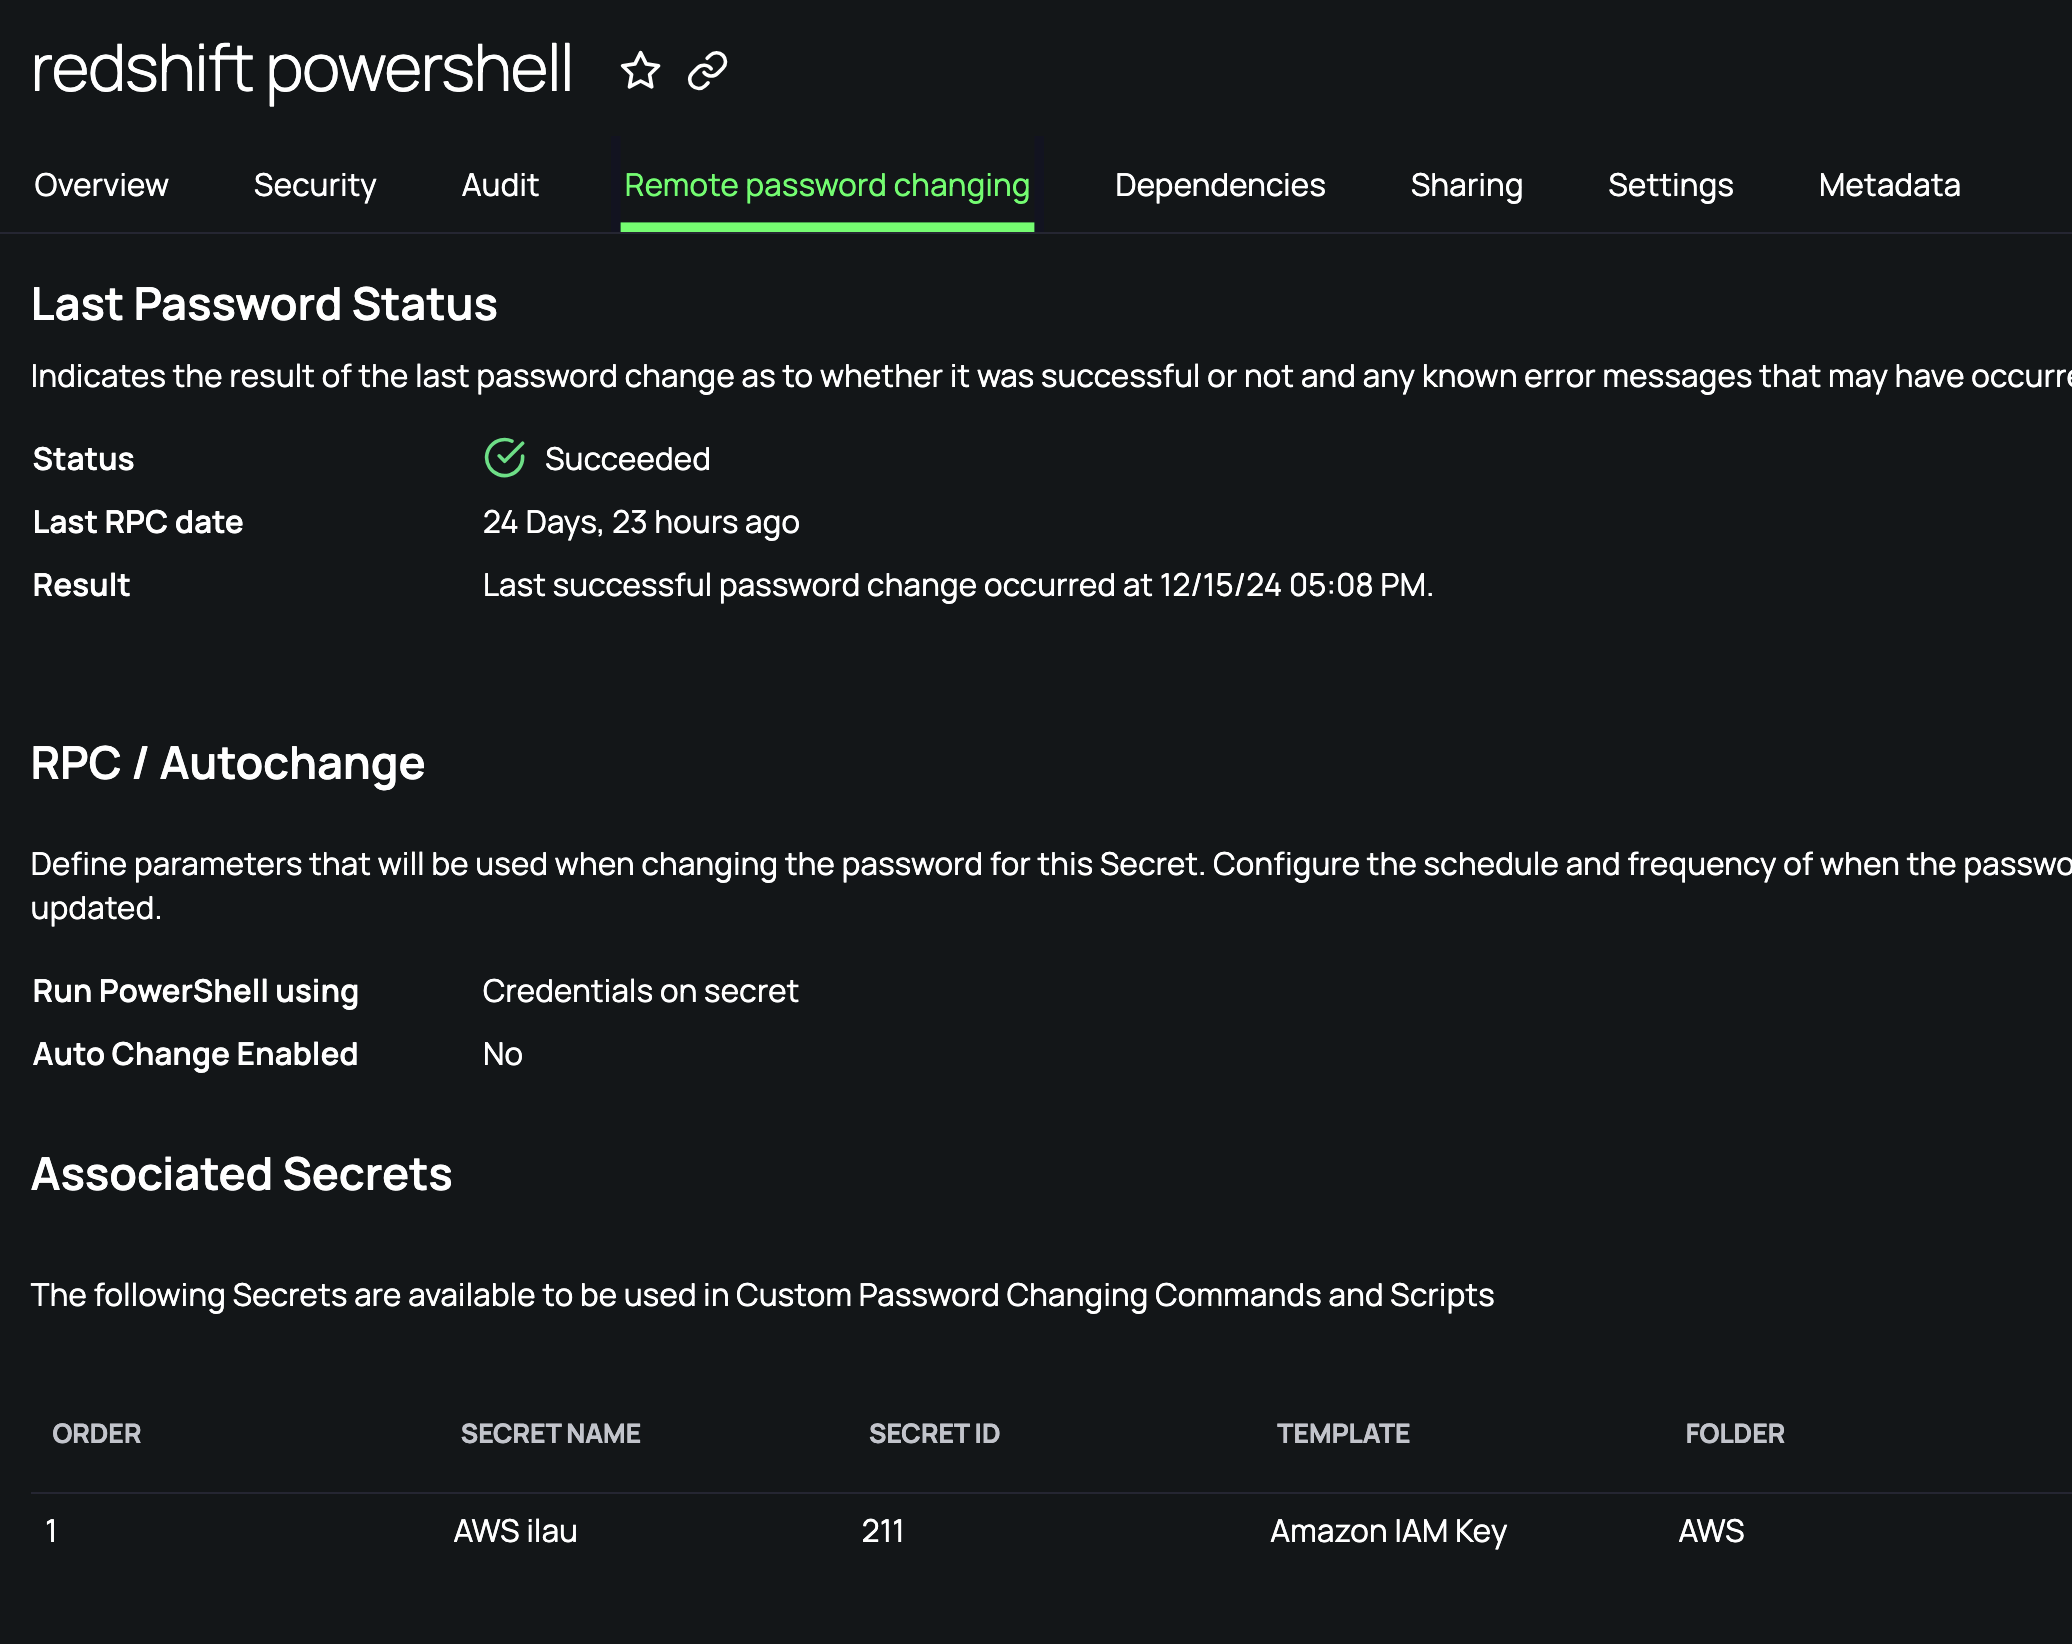 redshift powershell
Overview Security Audit Remote password changing Dependencies Sharing Settings Metadata
Last Password Status
Indicates the result of the last password change as to whether it was successful or not and any known error messages that may have
Status Succeeded
Last RPC date 24 Days, 23 hours ago
Result Last successful password change occurred at 12/15/24 05:08 PM.
RPC / Autochange
Define parameters that will be used when changing the password for this Secret. Configure the schedule and frequency of when the
updated.
Run PowerShell using Credentials on secret
Auto Change Enabled No
Associated Secrets
The following Secrets are available to be used in Custom Password Changing Commands and Scripts
ORDER SECRET NAME SECRET ID TEMPLATE FOLDER
1 AWS ilau 211 Amazon IAM Key AWS